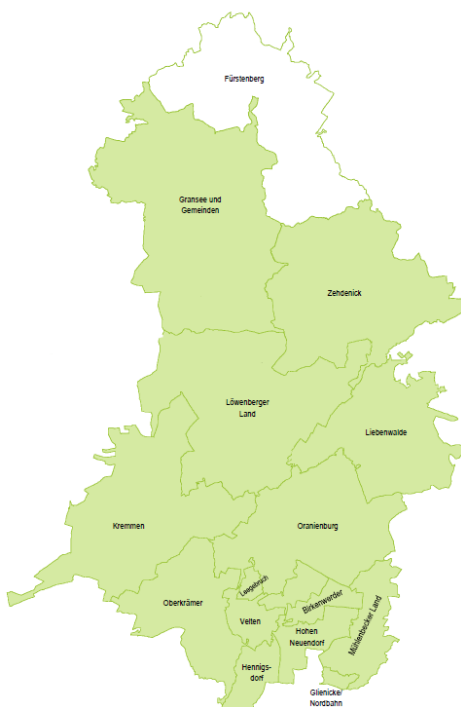 Fürstenberg
Gransee und
Gemeinden
Zehdenick
Löwenberger
Land
Liebenwalde
Kremmen
Oranienburg
Leegebruch
Oberkrämer
Birkenwerder
Velten
Hohen
Neuendorf
Mühlenbecker Land
Hennigs-
dorf
Glienicke/
Nordbahn